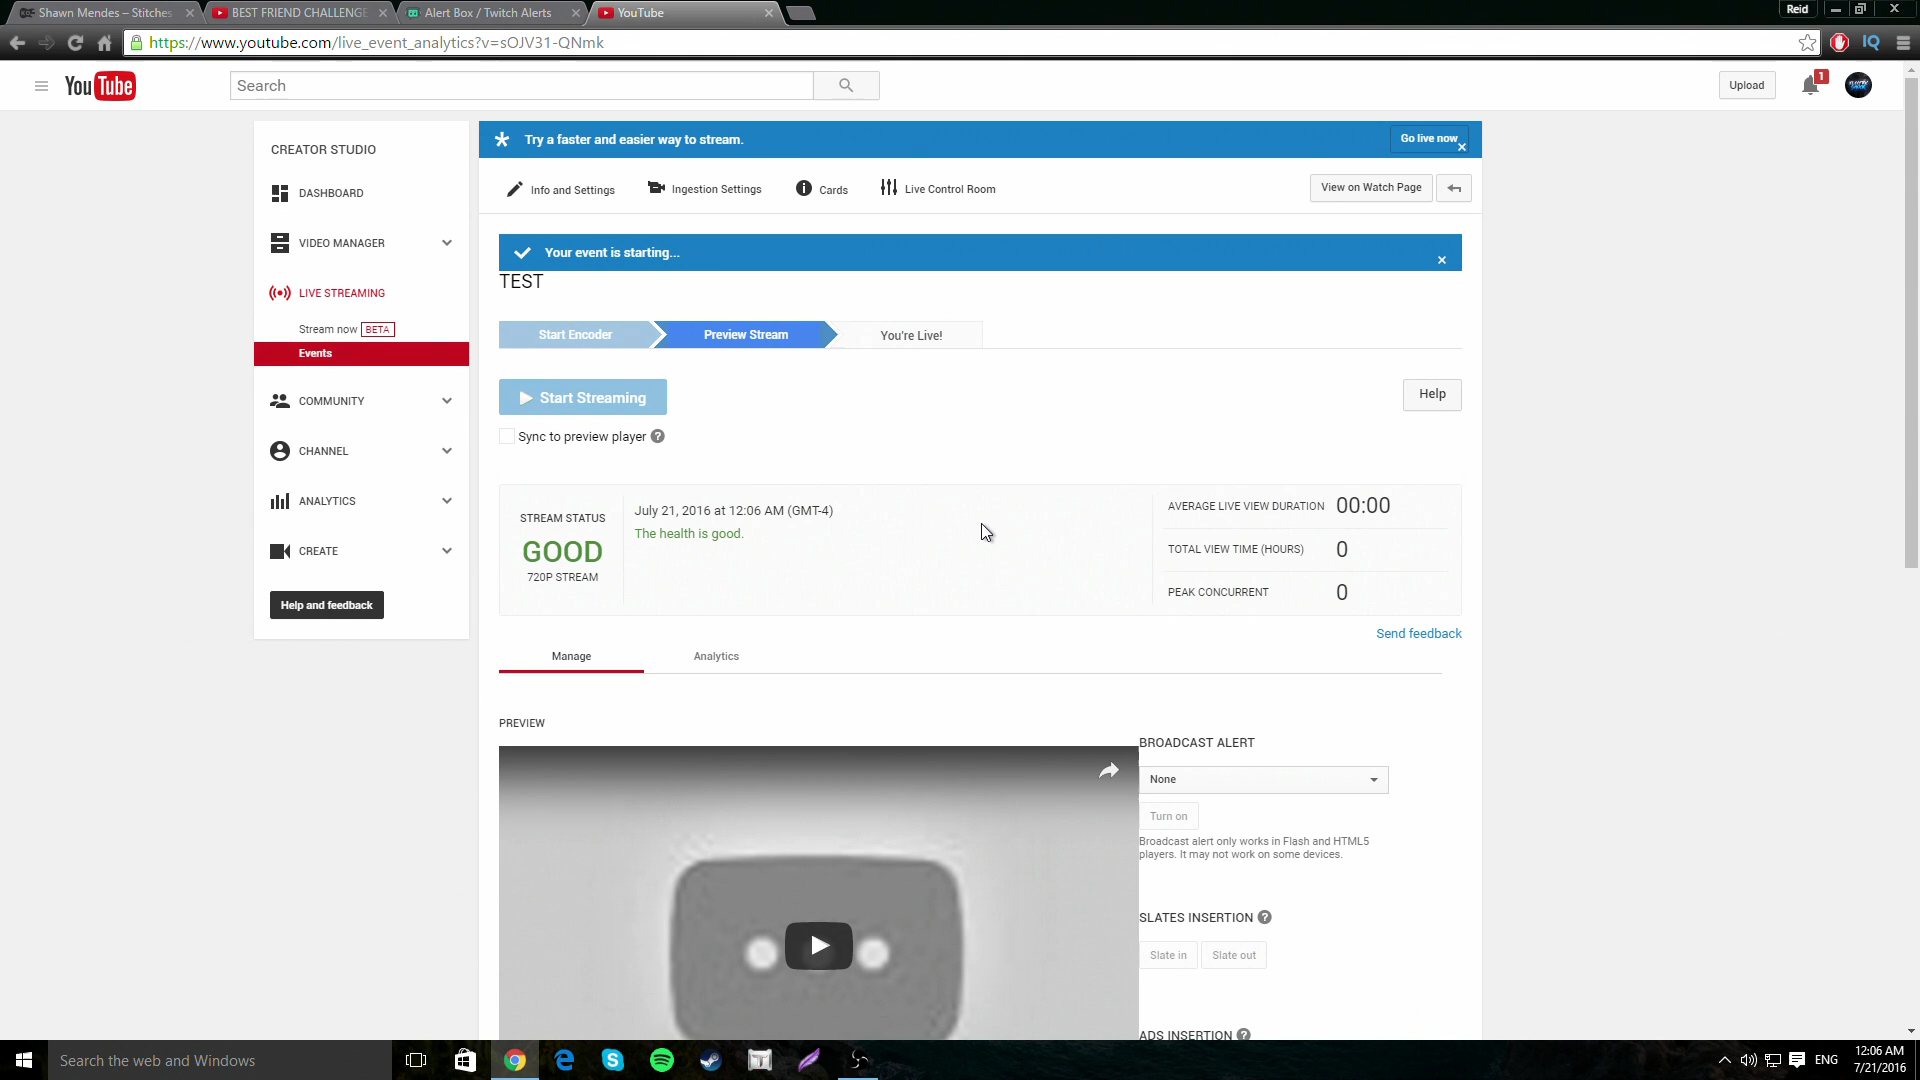 Shawn Mendes – Stitches
BEST FRIEND CHALLENGE
Alert Box / Twitch Alerts
YouTube
Reid
https://www.youtube.com/live_event_analytics?v=sOJV31-QNmk
IQ
YouTube
Search
Upload
1
CREATOR STUDIO
DASHBOARD
VIDEO MANAGER
LIVE STREAMING
Stream now BETA
Events
COMMUNITY
CHANNEL
ANALYTICS
CREATE
Help and feedback
Try a faster and easier way to stream.
Go live now
Info and Settings
Ingestion Settings
Cards
Live Control Room
View on Watch Page
Your event is starting...
TEST
Start Encoder
Preview Stream
You're Live!
Start Streaming
Help
Sync to preview player ?
STREAM STATUS
GOOD
720P STREAM
July 21, 2016 at 12:06 AM (GMT-4)
The health is good.
AVERAGE LIVE VIEW DURATION 00:00
TOTAL VIEW TIME (HOURS) 0
PEAK CONCURRENT 0
Send feedback
Manage
Analytics
PREVIEW
BROADCAST ALERT
None
Turn on
Broadcast alert only works in Flash and HTML5
players. It may not work on some devices.
SLATES INSERTION ?
Slate in
Slate out
ADS INSERTION ?
Search the web and Windows
ENG
12:06 AM
7/21/2016